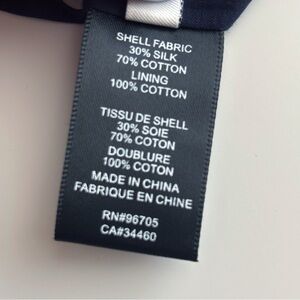 SHELL FABRIC
30% SILK
70% COTTON
LINING
100% COTTON
TISSU DE SHELL
30% SOIE
70% COTON
DOUBLURE
100% COTON
MADE IN CHINA
FABRIQUE EN CHINE
RN#96705
CA#34460